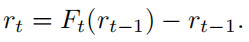 r_t = F_t(r_{t-1}) - r_{t-1}.